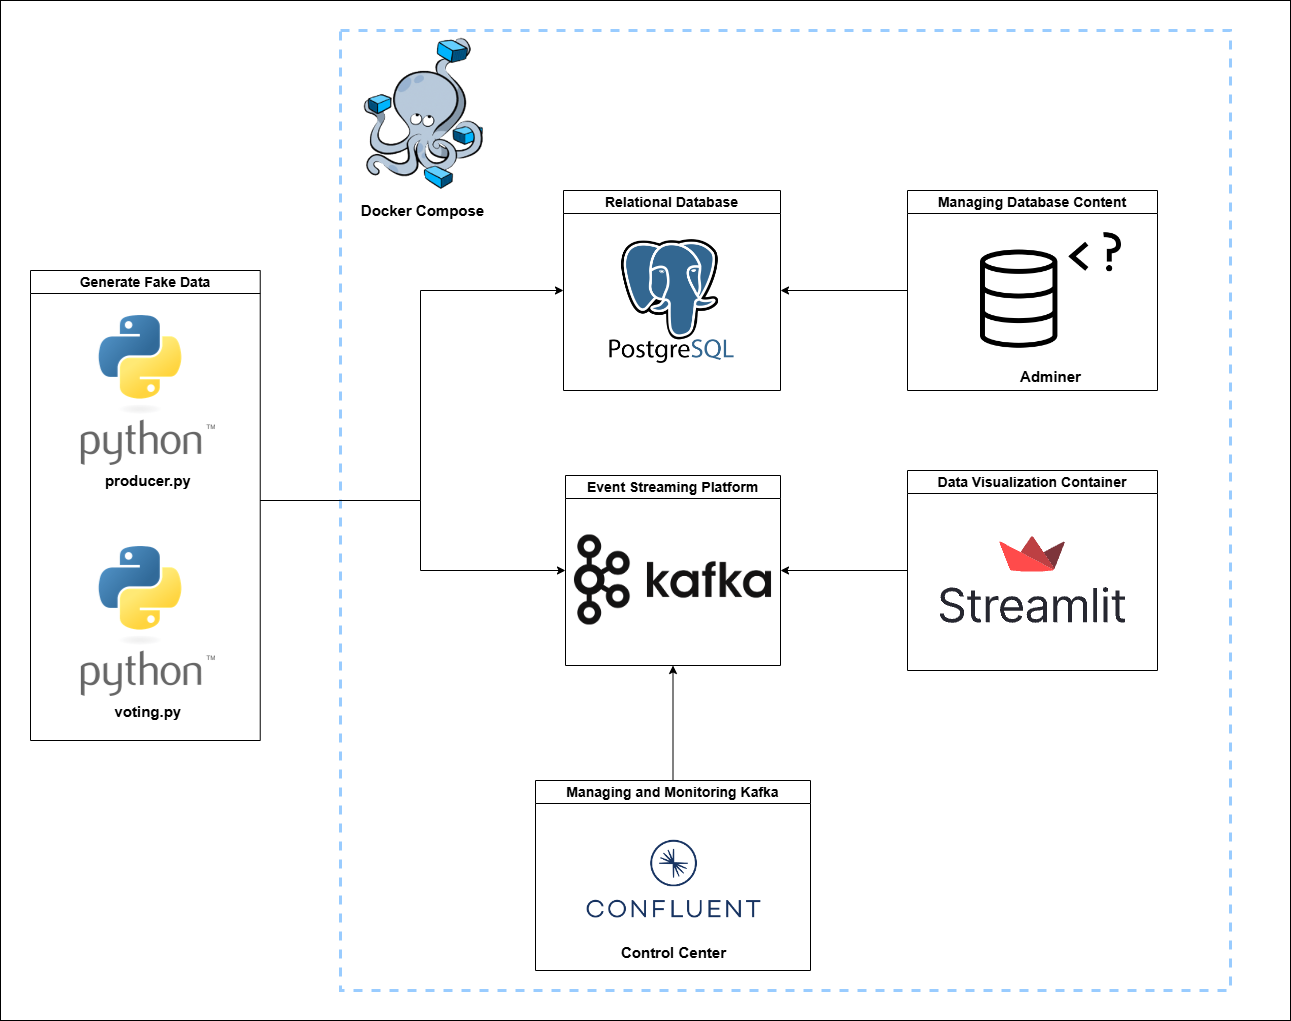 Docker Compose
Relational Database
PostgreSQL
Managing Database Content
< ?
Adminer
Generate Fake Data
python™
producer.py
python™
voting.py
Event Streaming Platform
kafka
Data Visualization Container
Streamlit
Managing and Monitoring Kafka
CONFLUENT
Control Center